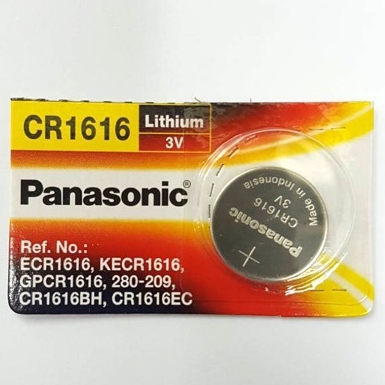 CR1616
Lithium
3V
Panasonic®
Ref. No.:
ECR1616, KECR1616,
GPCR1616, 280-209,
CR1616BH, CR1616EC
Made in Indonesia
CR1616
3V
Panasonic
+